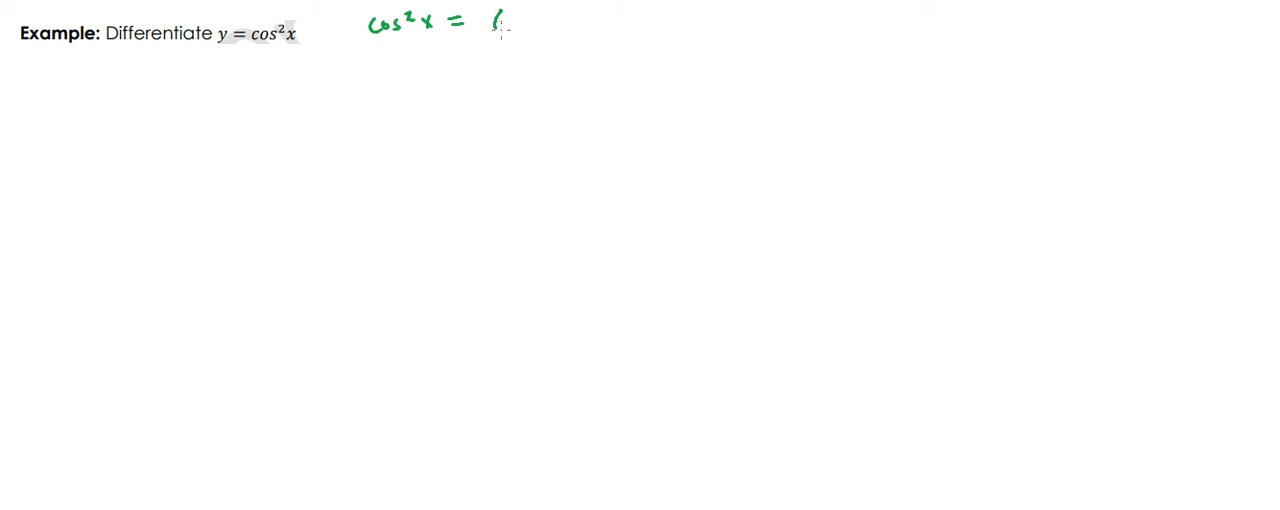 Example: Differentiate y = cos²x
cos²x = (